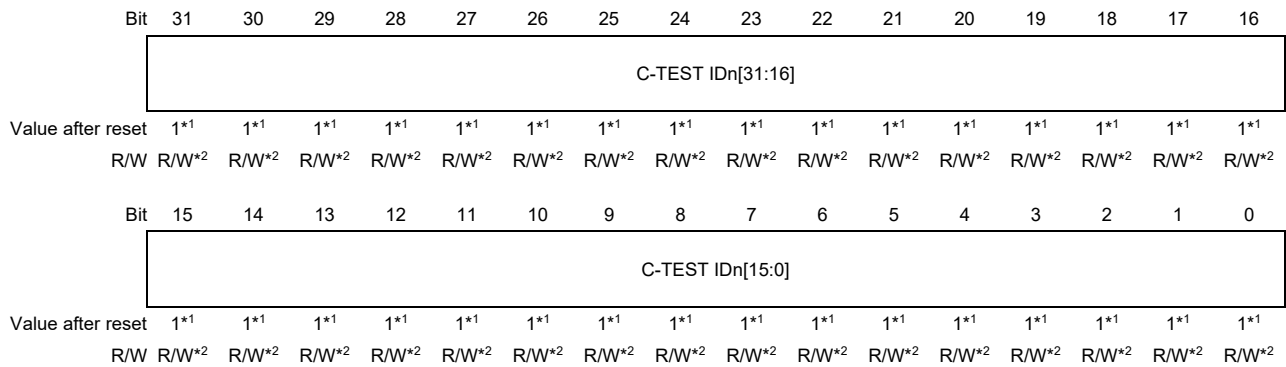 Bit 31 30 29 28 27 26 25 24 23 22 21 20 19 18 17 16
C-TEST IDn[31:16]
Value after reset 1*1 1*1 1*1 1*1 1*1 1*1 1*1 1*1 1*1 1*1 1*1 1*1 1*1 1*1 1*1 1*1
R/W R/W*2 R/W*2 R/W*2 R/W*2 R/W*2 R/W*2 R/W*2 R/W*2 R/W*2 R/W*2 R/W*2 R/W*2 R/W*2 R/W*2 R/W*2 R/W*2
Bit 15 14 13 12 11 10 9 8 7 6 5 4 3 2 1 0
C-TEST IDn[15:0]
Value after reset 1*1 1*1 1*1 1*1 1*1 1*1 1*1 1*1 1*1 1*1 1*1 1*1 1*1 1*1 1*1 1*1
R/W R/W*2 R/W*2 R/W*2 R/W*2 R/W*2 R/W*2 R/W*2 R/W*2 R/W*2 R/W*2 R/W*2 R/W*2 R/W*2 R/W*2 R/W*2 R/W*2